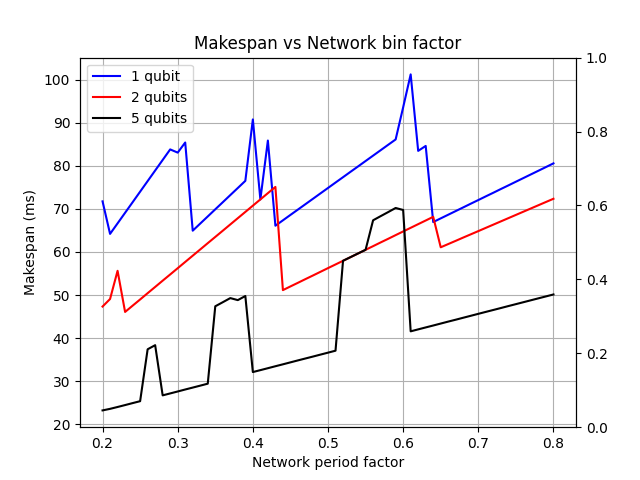 Makespan vs Network bin factor
1 qubit
2 qubits
5 qubits
Makespan (ms)
100
90
80
70
60
50
40
30
20
1.0
0.8
0.6
0.4
0.2
0.0
0.2 0.3 0.4 0.5 0.6 0.7 0.8
Network period factor